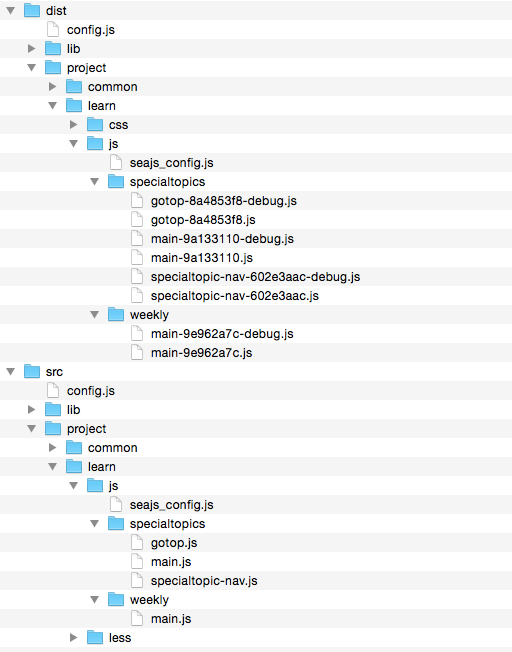 dist
config.js
lib
project
common
learn
css
js
seajs_config.js
specialtopics
gotop-8a4853f8-debug.js
gotop-8a4853f8.js
main-9a133110-debug.js
main-9a133110.js
specialtopic-nav-602e3aac-debug.js
specialtopic-nav-602e3aac.js
weekly
main-9e962a7c-debug.js
main-9e962a7c.js
src
config.js
lib
project
common
learn
js
seajs_config.js
specialtopics
gotop.js
main.js
specialtopic-nav.js
weekly
main.js
less